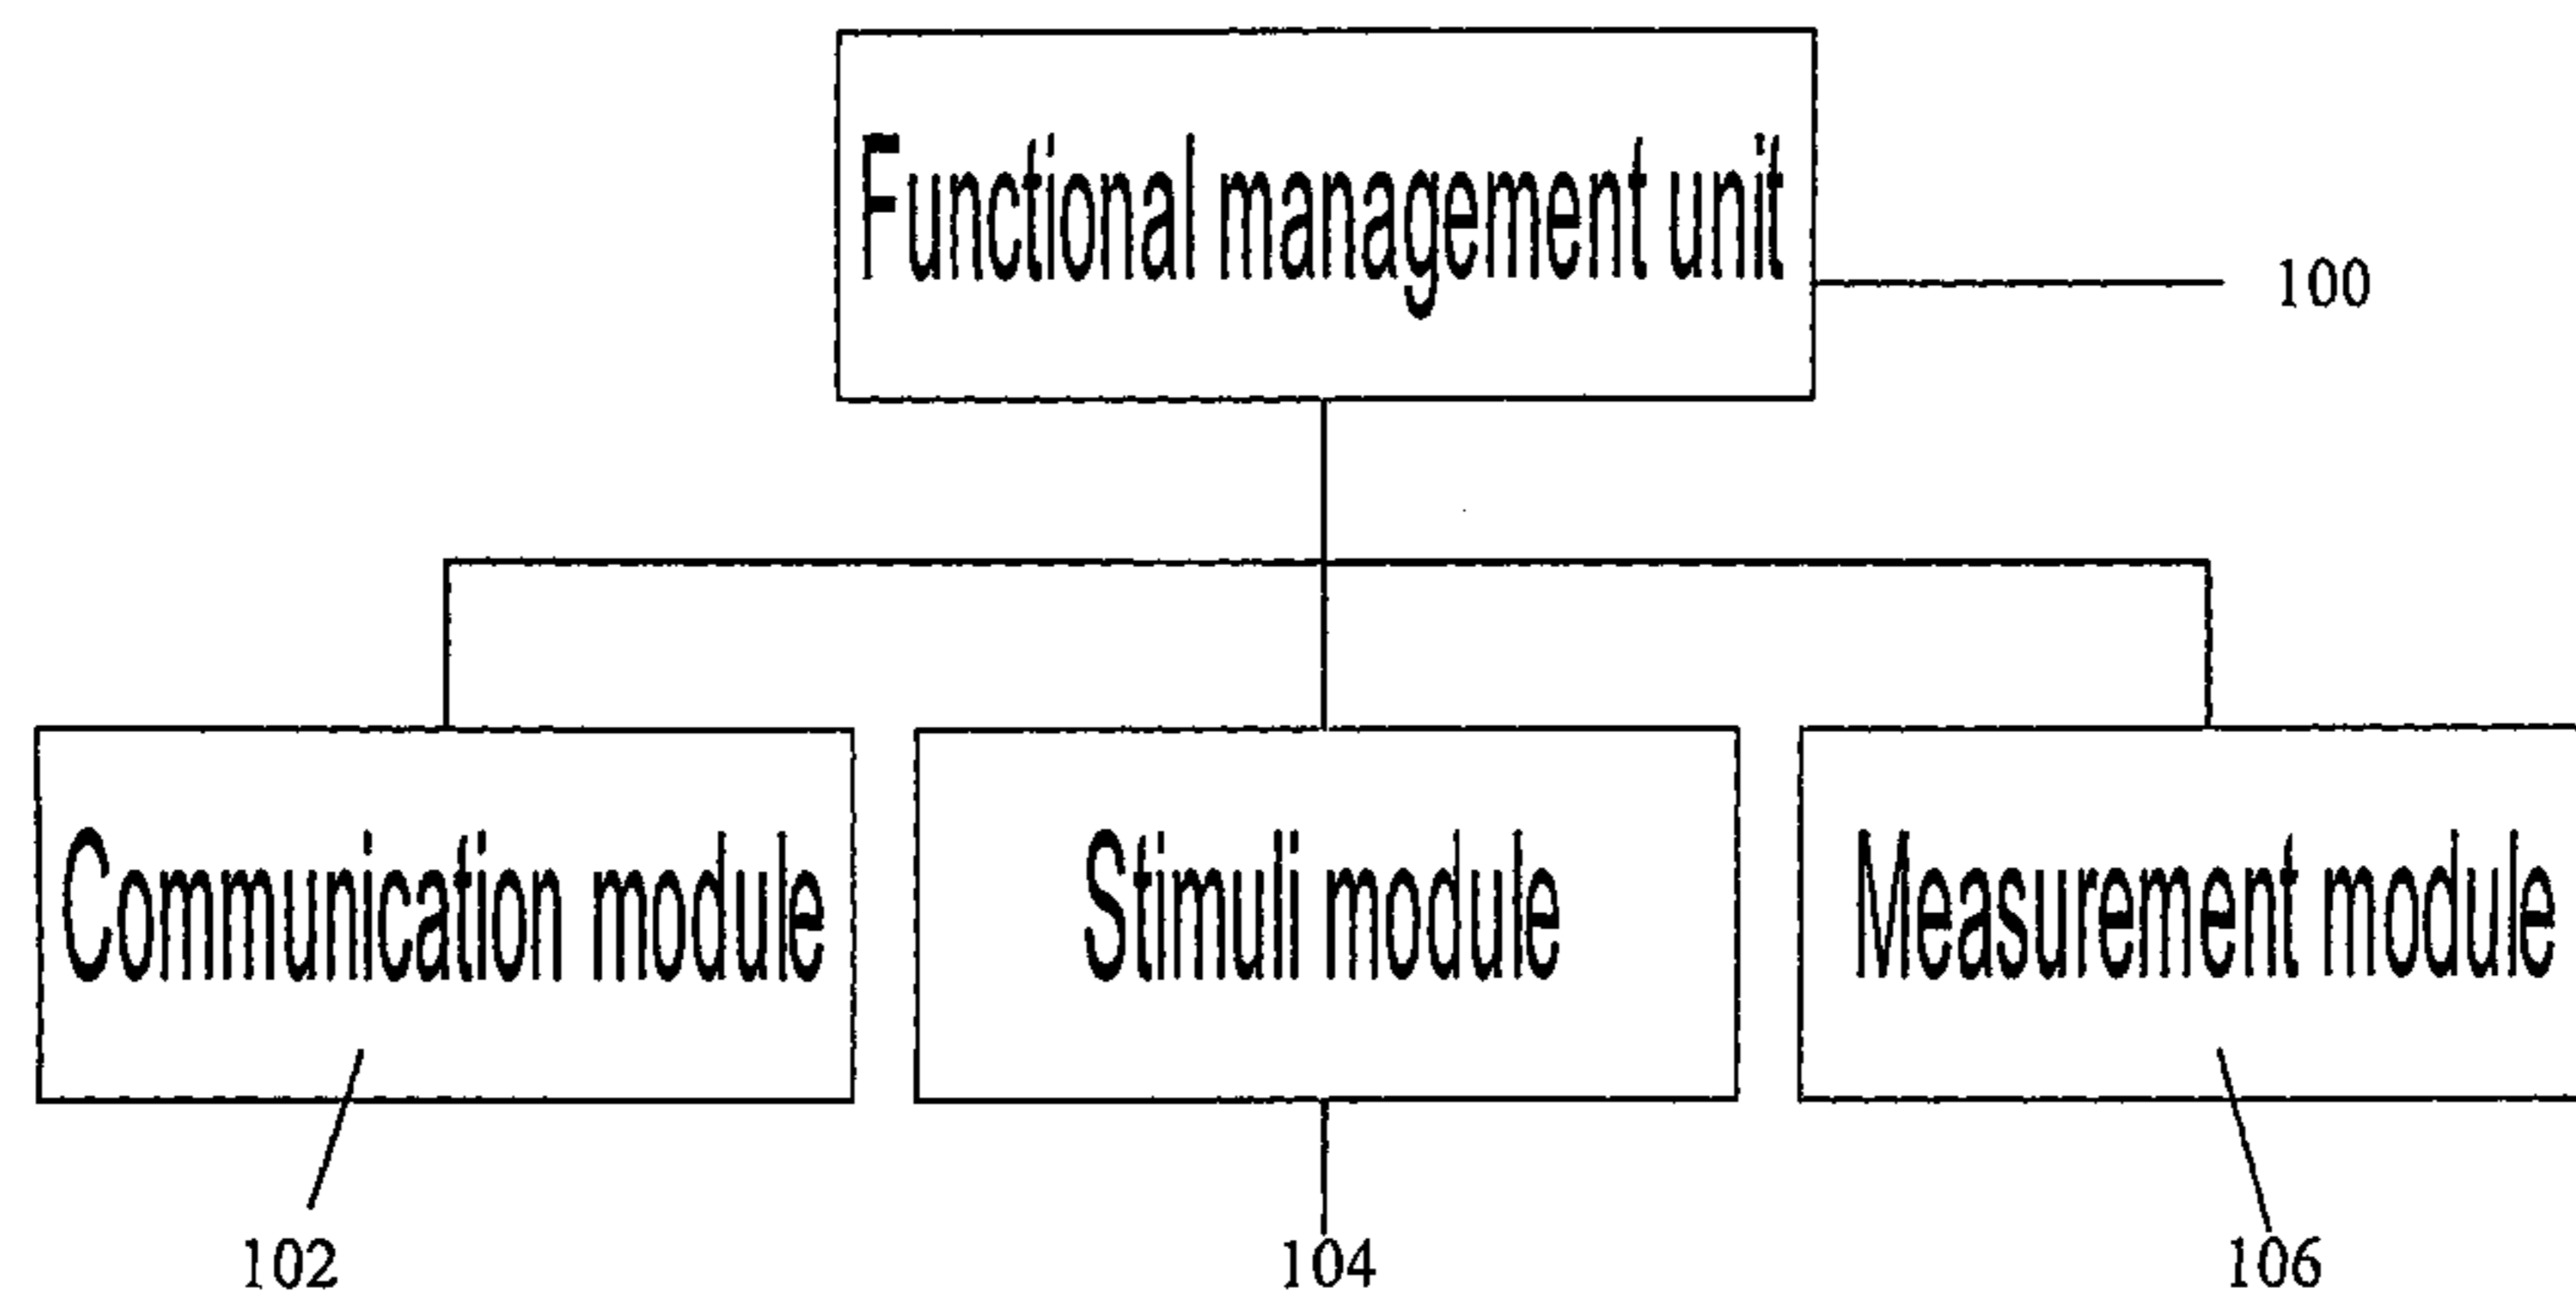 Functional management unit
100
Communication module
Stimuli module
Measurement module
102
104
106